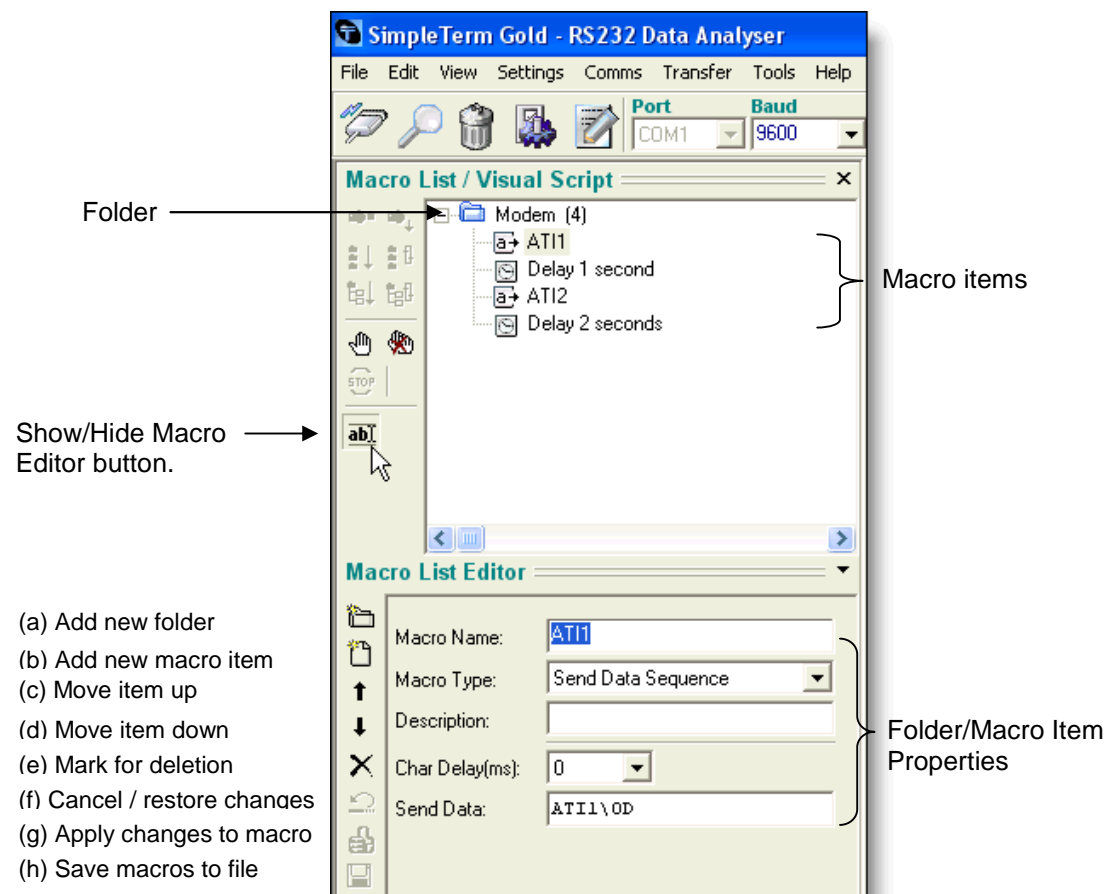 SimpleTerm Gold - RS232 Data Analyser
File Edit View Settings Comms Transfer Tools Help
Port Baud
COM1 9600
Macro List / Visual Script
Folder
Modem (4)
ATI1
Delay 1 second
ATI2
Delay 2 seconds
Macro items
STOP
Show/Hide Macro
Editor button.
ab
Macro List Editor
(a) Add new folder
(b) Add new macro item
(c) Move item up
(d) Move item down
(e) Mark for deletion
(f) Cancel / restore changes
(g) Apply changes to macro
(h) Save macros to file
Macro Name: ATI1
Macro Type: Send Data Sequence
Description:
Char Delay(ms): 0
Send Data: ATI1\0D
Folder/Macro Item
Properties